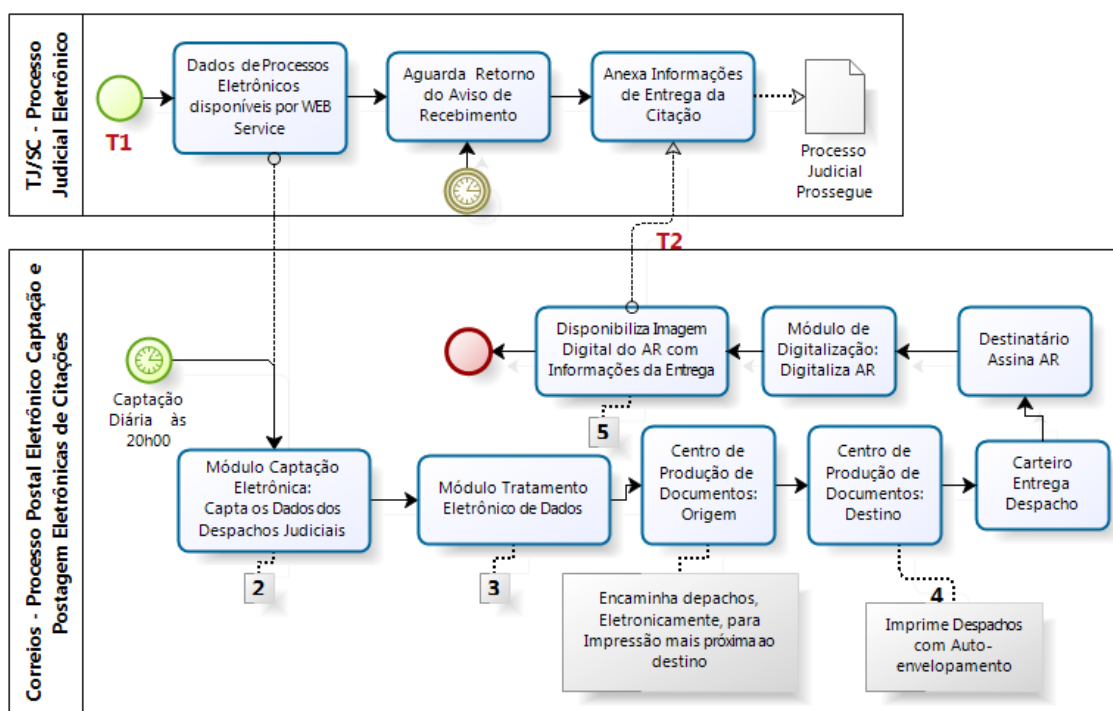 TJ/SC - Processo
Judicial Eletrônico
T1
Dados de Processos
Eletrônicos
disponíveis por WEB
Service
Aguarda Retorno
do Aviso de
Recebimento
Anexa Informações
de Entrega da
Citação
Processo
Judicial
Prossegue
T2
Correios - Processo Postal Eletrônico Captação e
Postagem Eletrônicas de Citações
Captação
Diária às
20h00
Disponibiliza Imagem
Digital do AR com
Informações da Entrega
Módulo de
Digitalização:
Digitaliza AR
Destinatário
Assina AR
5
Módulo Captação
Eletrônica:
Capta os Dados dos
Despachos Judiciais
Módulo Tratamento
Eletrônico de Dados
Centro de
Produção de
Documentos:
Origem
Centro de
Produção de
Documentos:
Destino
Carteiro
Entrega
Despacho
2
3
Encaminha depachos,
Eletronicamente, para
Impressão mais próxima ao
destino
4
Imprime Despachos
com Auto-
envelopamento